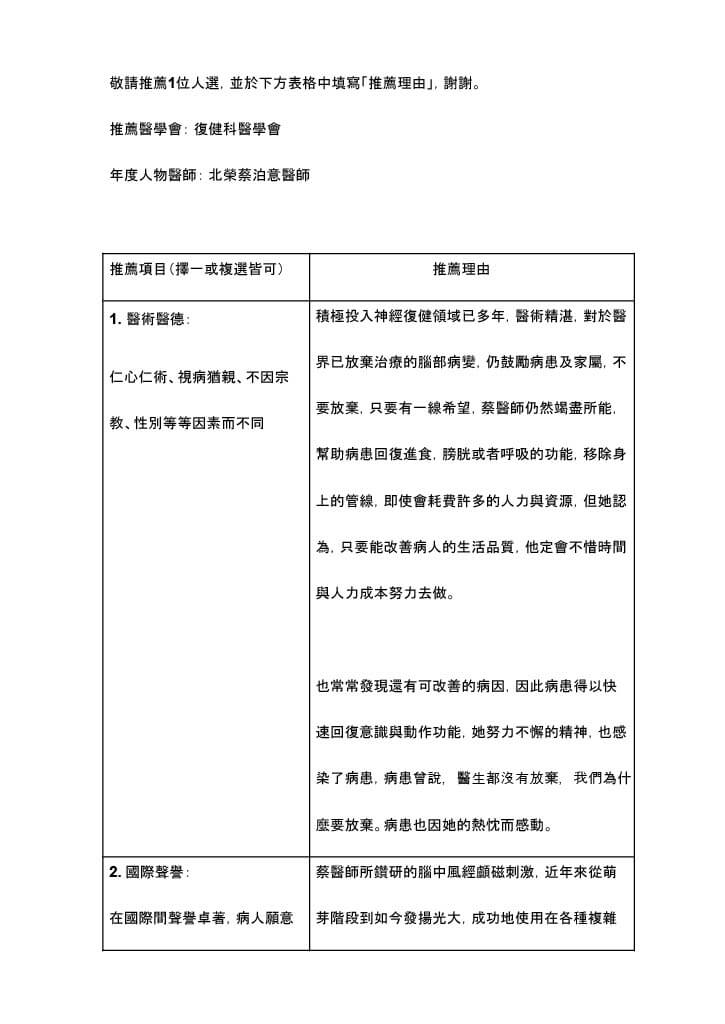 敬請推薦1位人選，並於下方表格中填寫「推薦理由」，謝謝。
推薦醫學會：復健科醫學會
年度人物醫師：北榮蔡泊意醫師
推薦項目（擇一或複選皆可）
推薦理由
1. 醫術醫德：
仁心仁術、視病猶親、不因宗
教、性別等等因素而不同
積極投入神經復健領域已多年，醫術精湛，對於醫
界已放棄治療的腦部病變，仍鼓勵病患及家屬，不
要放棄，只要有一線希望，蔡醫師仍然竭盡所能，
幫助病患回復進食，膀胱或者呼吸的功能，移除身
上的管線，即使會耗費許多的人力與資源，但她認
為，只要能改善病人的生活品質，他定會不惜時間
與人力成本努力去做。
也常常發現還有可改善的病因，因此病患得以快
速回復意識與動作功能，她努力不懈的精神，也感
染了病患，病患曾說， 醫生都沒有放棄， 我們為什
麼要放棄。病患也因她的熱忱而感動。
2. 國際聲譽：
在國際間聲譽卓著，病人願意
蔡醫師所鑽研的腦中風經顱磁刺激，近年來從萌
芽階段到如今發揚光大，成功地使用在各種複雜